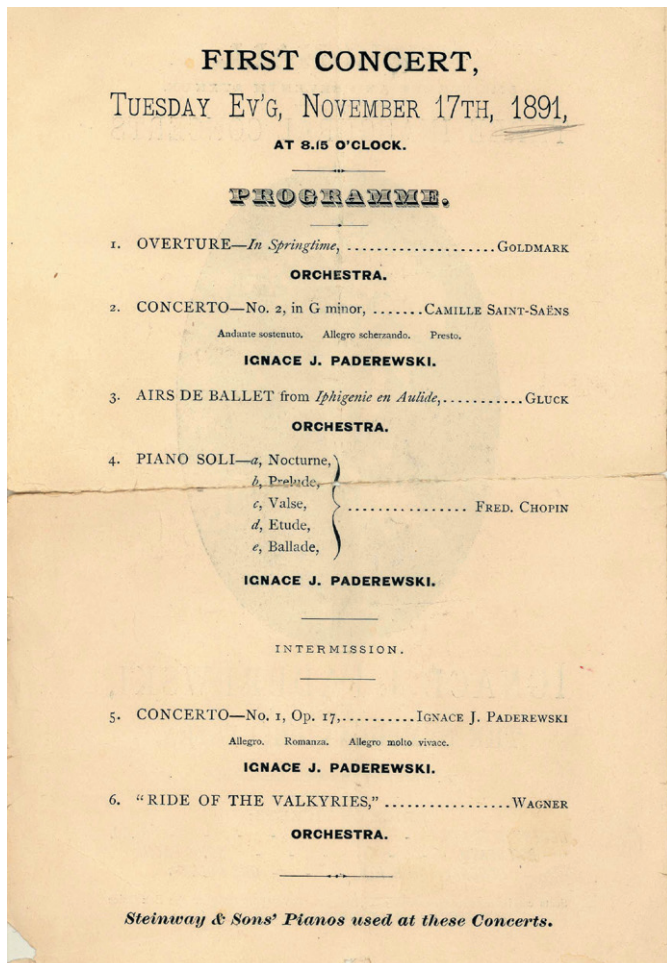 FIRST CONCERT,
TUESDAY EV'G, NOVEMBER 17TH, 1891,
AT 8.15 O'CLOCK.
PROGRAMME.
1. OVERTURE—In Springtime, ....................GOLDMARK
ORCHESTRA.
2. CONCERTO—No. 2, in G minor, .......CAMILLE SAINT-SAËNS
Andante sostenuto. Allegro scherzando. Presto.
IGNACE J. PADEREWSKI.
3. AIRS DE BALLET from Iphigenie en Aulide,...........GLUCK
ORCHESTRA.
4. PIANO SOLI—a, Nocturne,
b, Prelude,
c, Valse, ................ FRED. CHOPIN
d, Etude,
e, Ballade,
IGNACE J. PADEREWSKI.
INTERMISSION.
5. CONCERTO—No. 1, Op. 17,..........IGNACE J. PADEREWSKI
Allegro. Romanza. Allegro molto vivace.
IGNACE J. PADEREWSKI.
6. "RIDE OF THE VALKYRIES," .................WAGNER
ORCHESTRA.
Steinway & Sons' Pianos used at these Concerts.